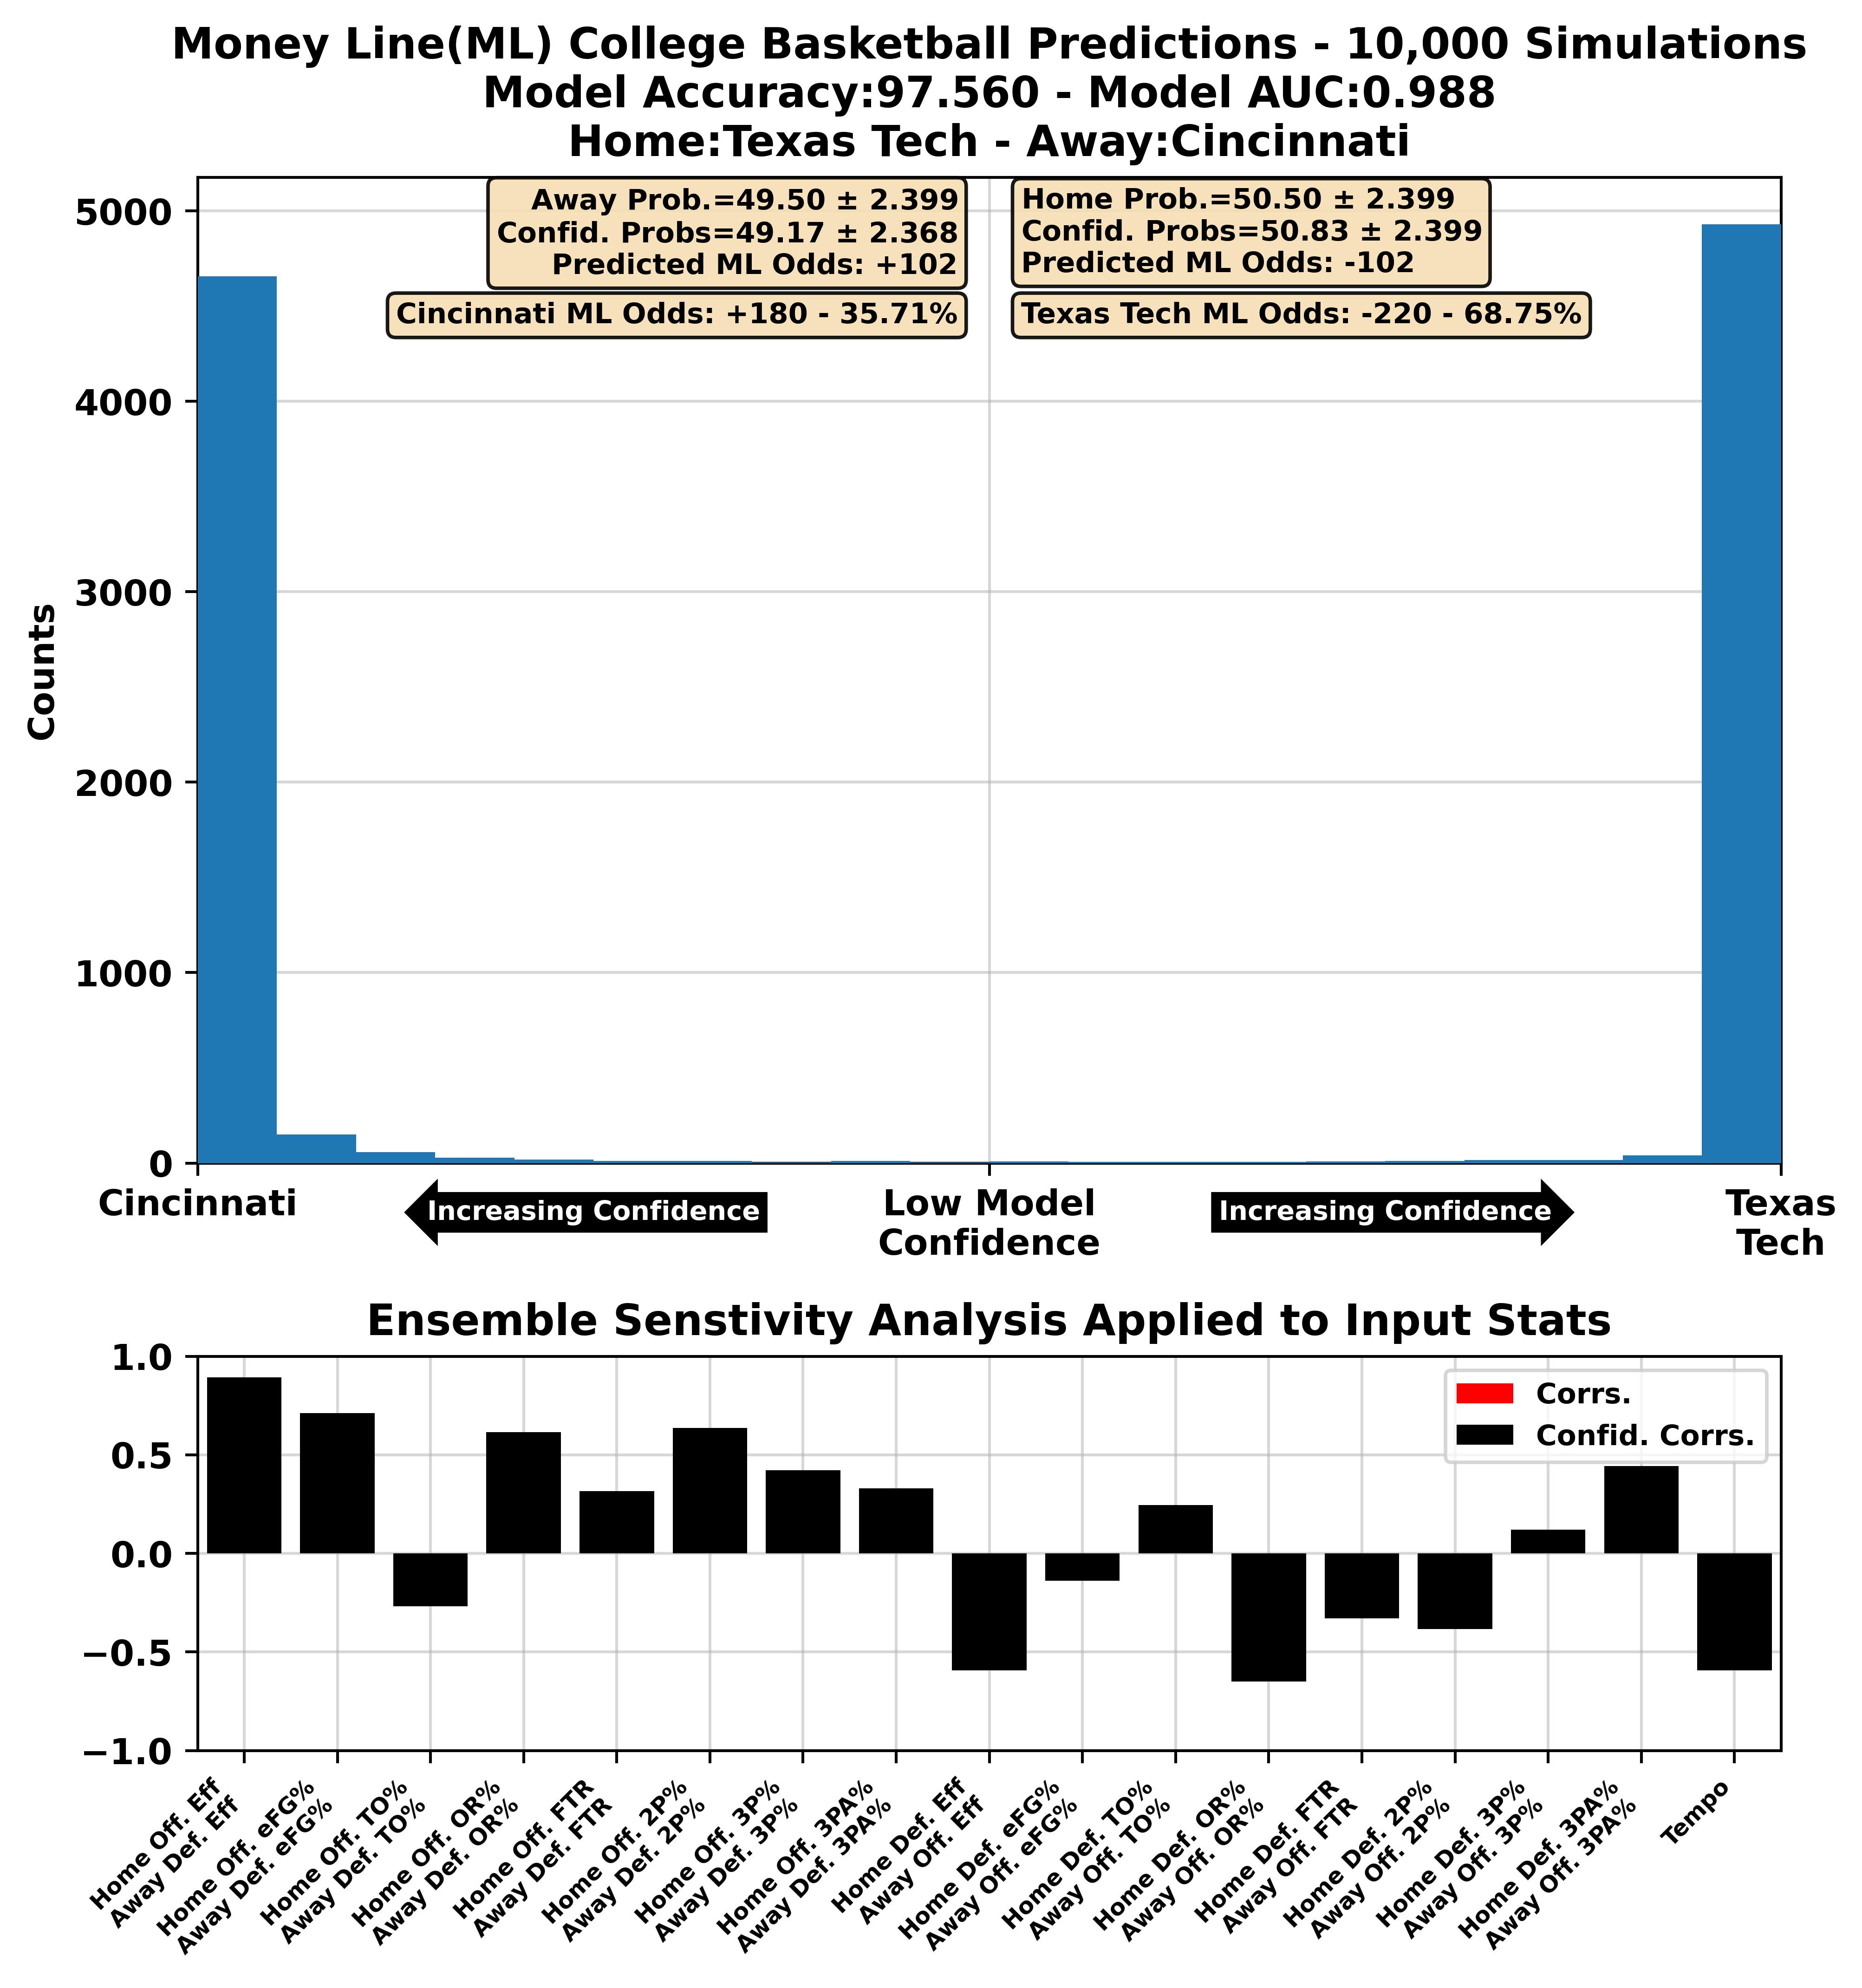 Money Line(ML) College Basketball Predictions - 10,000 Simulations
Model Accuracy:97.560 - Model AUC:0.988
Home:Texas Tech - Away:Cincinnati
Away Prob.=49.50 ± 2.399
Confid. Probs=49.17 ± 2.368
Predicted ML Odds: +102
Home Prob.=50.50 ± 2.399
Confid. Probs=50.83 ± 2.399
Predicted ML Odds: -102
Cincinnati ML Odds: +180 - 35.71%
Texas Tech ML Odds: -220 - 68.75%
5000
4000
3000
2000
1000
0
Counts
Cincinnati
Increasing Confidence
Low Model
Confidence
Increasing Confidence
Texas
Tech
Ensemble Senstivity Analysis Applied to Input Stats
1.0
0.5
0.0
−0.5
−1.0
Corrs.
Confid. Corrs.
Home Off. Eff
Away Def. Eff
Home Off. eFG%
Away Def. eFG%
Home Off. TO%
Away Def. TO%
Home Off. OR%
Away Def. OR%
Home Off. FTR
Away Def. FTR
Home Off. 2P%
Away Def. 2P%
Home Off. 3P%
Away Def. 3P%
Home Off. 3PA%
Away Def. 3PA%
Home Def. Eff
Away Off. Eff
Home Def. eFG%
Away Off. eFG%
Home Def. TO%
Away Off. TO%
Home Def. OR%
Away Off. OR%
Home Def. FTR
Away Off. FTR
Home Def. 2P%
Away Off. 2P%
Home Def. 3P%
Away Off. 3P%
Home Def. 3PA%
Away Off. 3PA%
Tempo